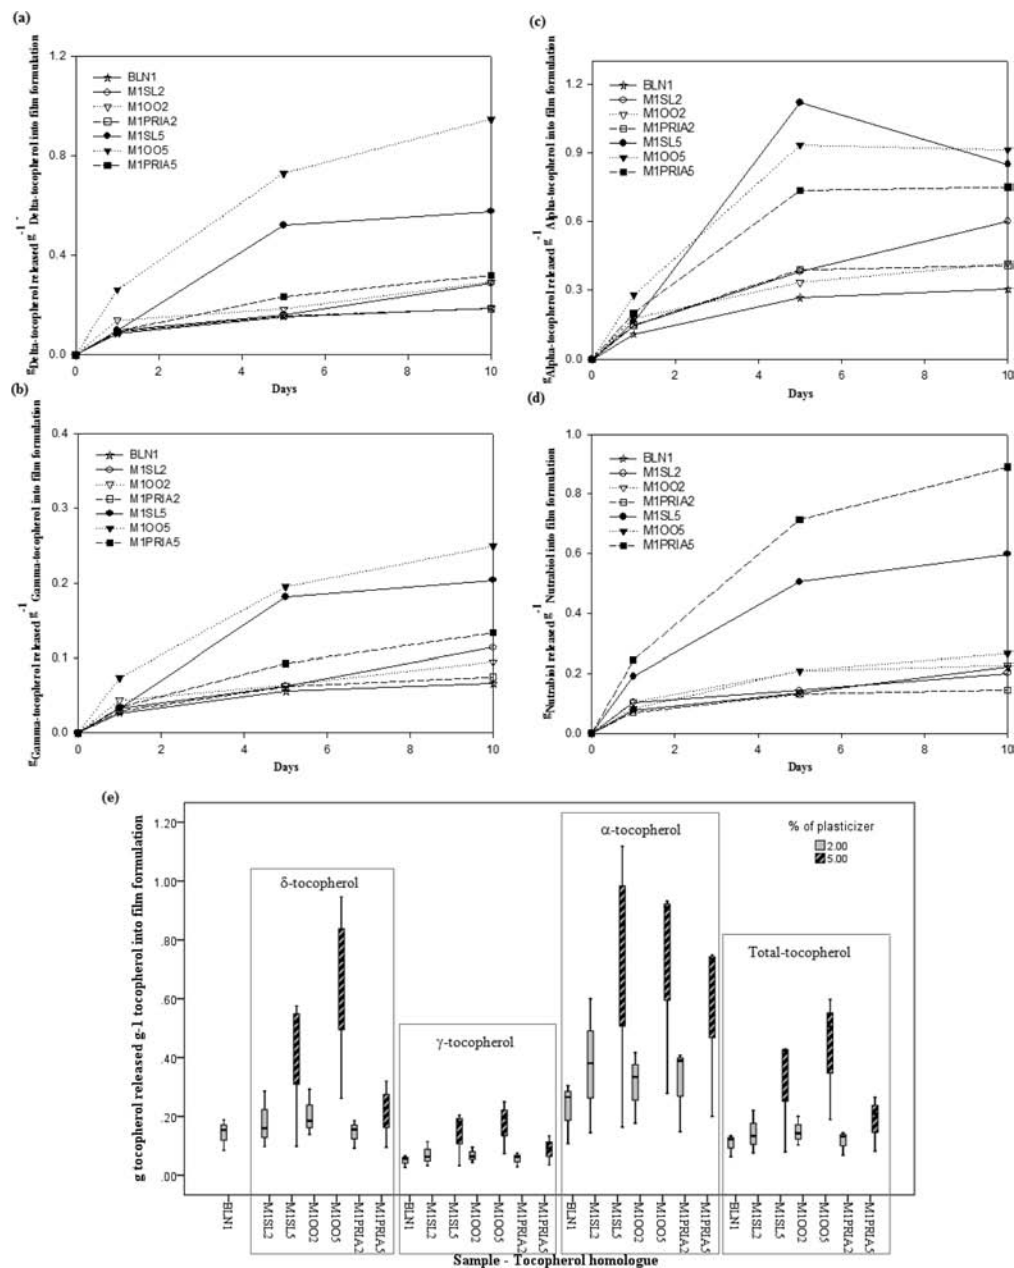 (a)
gDelta-tocopherol released g-1 Delta-tocopherol into film formulation
1.2
0.8
0.4
0.0
BLN1
M1SL2
M1OO2
M1PRIA2
M1SL5
M1OO5
M1PRIA5
0 2 4 6 8 10
Days
(c)
gAlpha-tocopherol released g-1 Alpha-tocopherol into film formulation
1.2
0.9
0.6
0.3
0.0
BLN1
M1SL2
M1OO2
M1PRIA2
M1SL5
M1OO5
M1PRIA5
0 2 4 6 8 10
Days
(b)
gGamma-tocopherol released g-1 Gamma-tocopherol into film formulation
0.4
0.3
0.2
0.1
0.0
BLN1
M1SL2
M1OO2
M1PRIA2
M1SL5
M1OO5
M1PRIA5
0 2 4 6 8 10
Days
(d)
gNutrabiol released g-1 Nutrabiol into film formulation
1.0
0.8
0.6
0.4
0.2
0.0
BLN1
M1SL2
M1OO2
M1PRIA2
M1SL5
M1OO5
M1PRIA5
0 2 4 6 8 10
Days
(e)
g tocopherol released g-1 tocopherol into film formulation
1.20
1.00
.80
.60
.40
.20
.00
δ-tocopherol
γ-tocopherol
α-tocopherol
Total-tocopherol
% of plasticizer
2.00
5.00
BLN1 M1SL2 M1SL5 M1OO2 M1OO5 M1PRIA2 M1PRIA5 BLN1 M1SL2 M1SL5 M1OO2 M1OO5 M1PRIA2 M1PRIA5 BLN1 M1SL2 M1SL5 M1OO2 M1OO5 M1PRIA2 M1PRIA5 BLN1 M1SL2 M1SL5 M1OO2 M1OO5 M1PRIA2 M1PRIA5
Sample - Tocopherol homologue